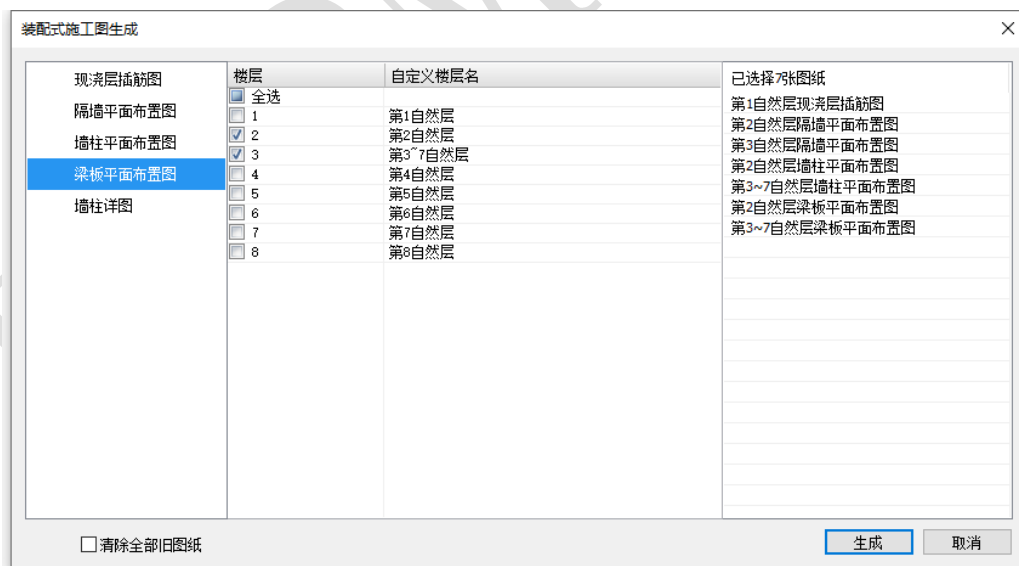 装配式施工图生成
现浇层插筋图
隔墙平面布置图
墙柱平面布置图
梁板平面布置图
墙柱详图
楼层 自定义楼层名
全选
1 第1自然层
2 第2自然层
3 第3~7自然层
4 第4自然层
5 第5自然层
6 第6自然层
7 第7自然层
8 第8自然层
已选择7张图纸
第1自然层现浇层插筋图
第2自然层隔墙平面布置图
第3自然层隔墙平面布置图
第2自然层墙柱平面布置图
第3~7自然层墙柱平面布置图
第2自然层梁板平面布置图
第3~7自然层梁板平面布置图
清除全部旧图纸
生成
取消